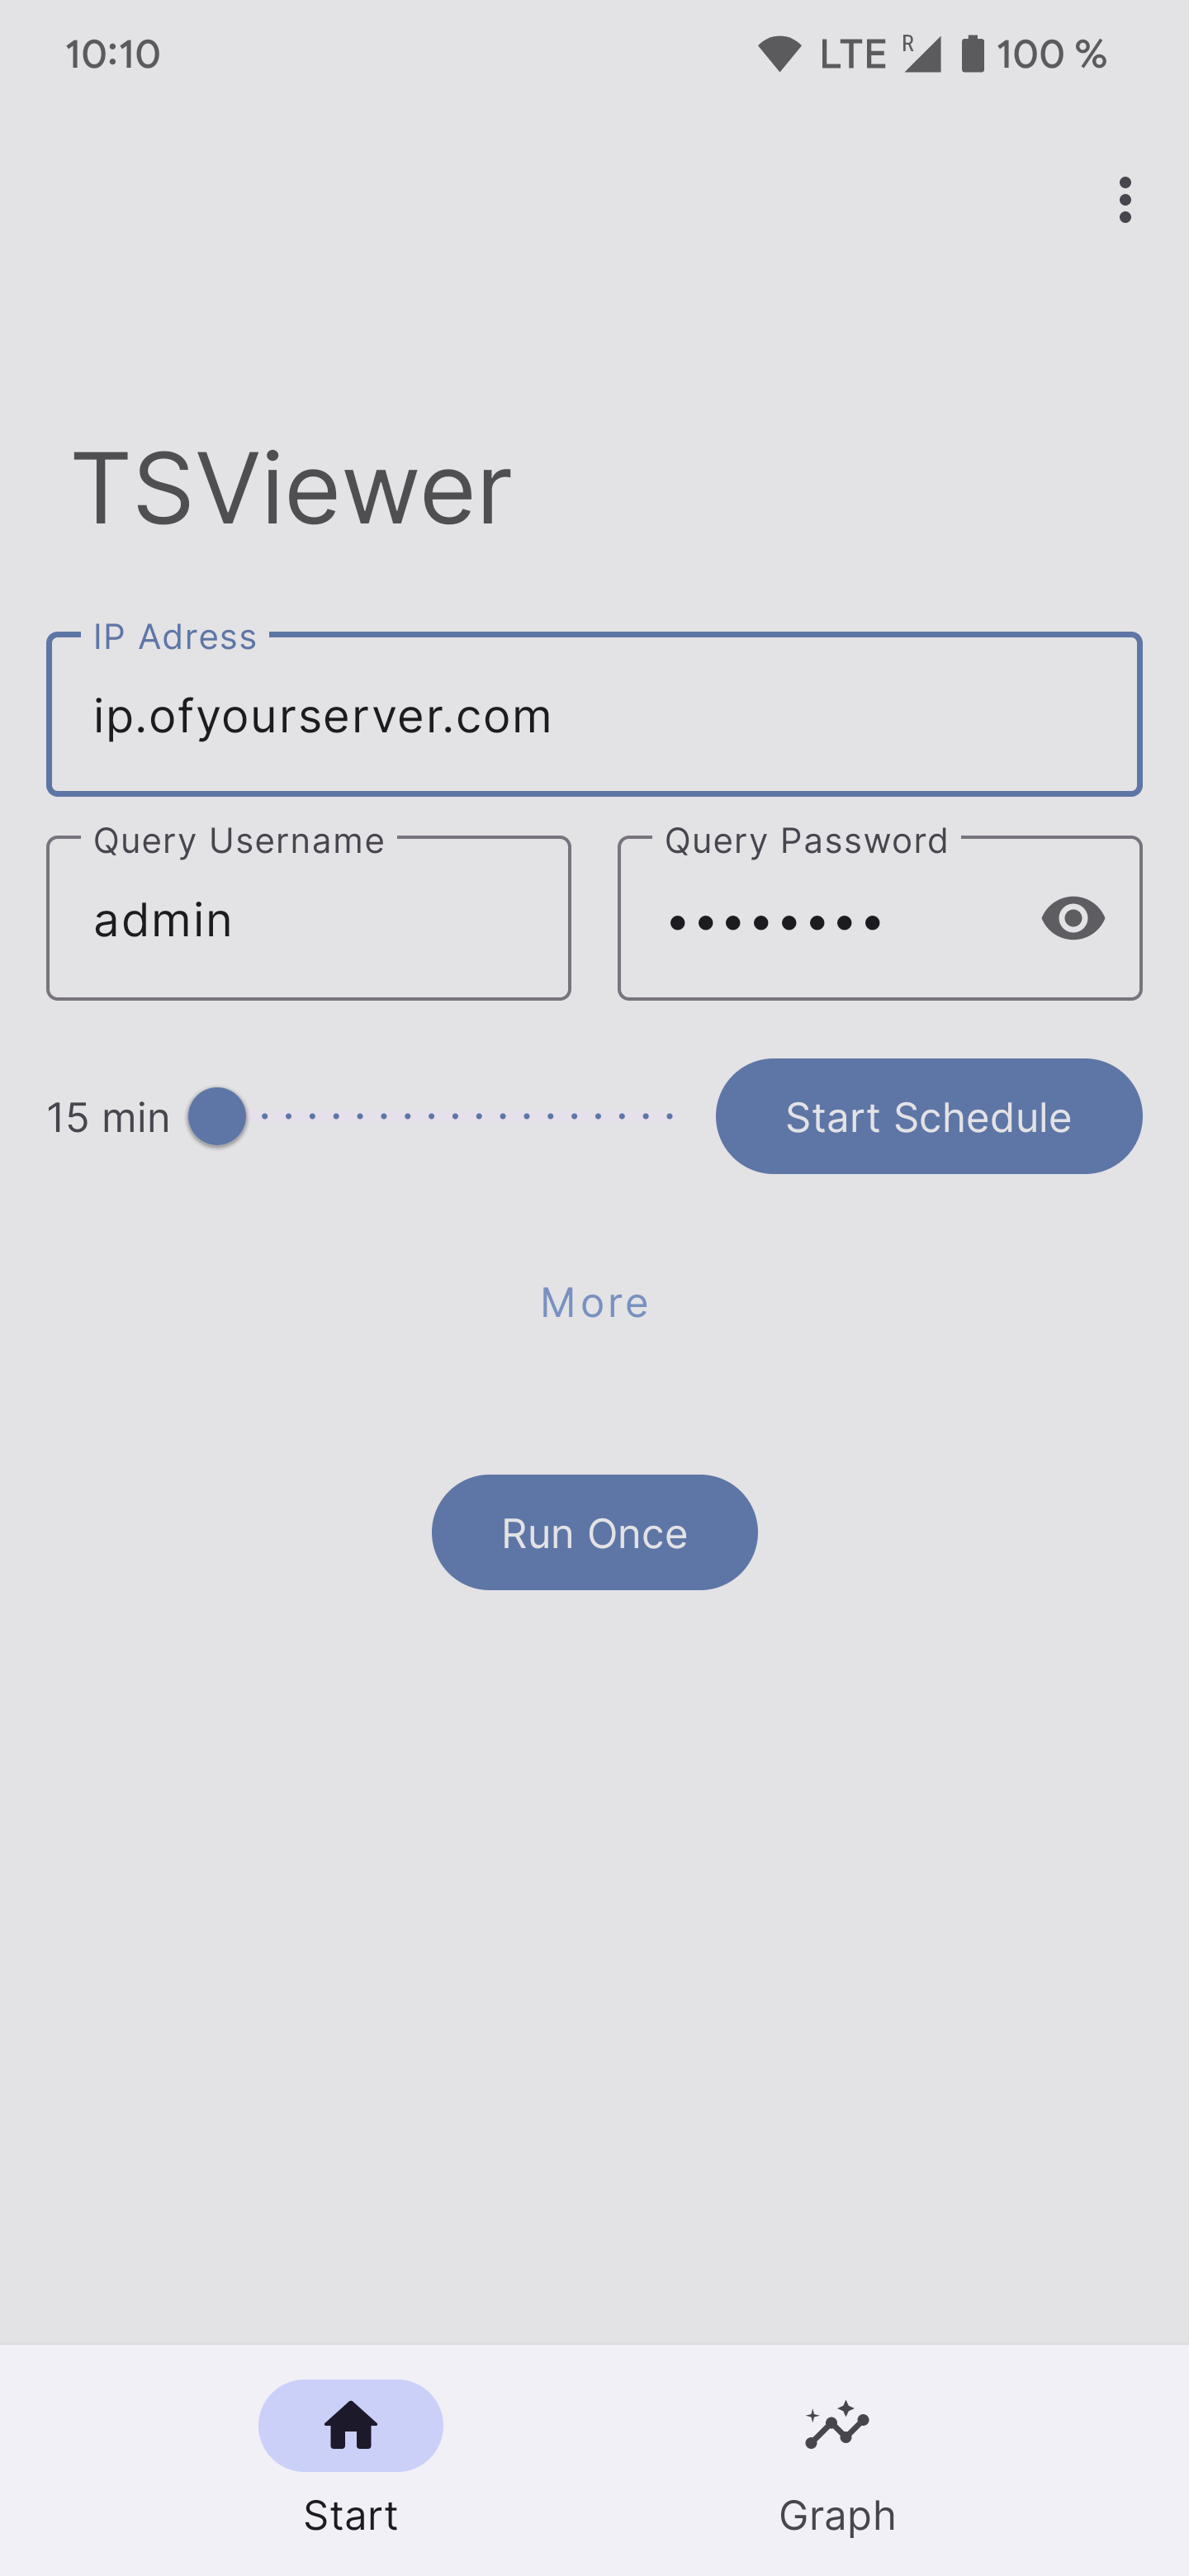 10:10 LTE R 100 %
TSViewer
IP Adress
ip.ofyourserver.com
Query Username Query Password
admin ••••••••
15 min Start Schedule
More
Run Once
Start Graph